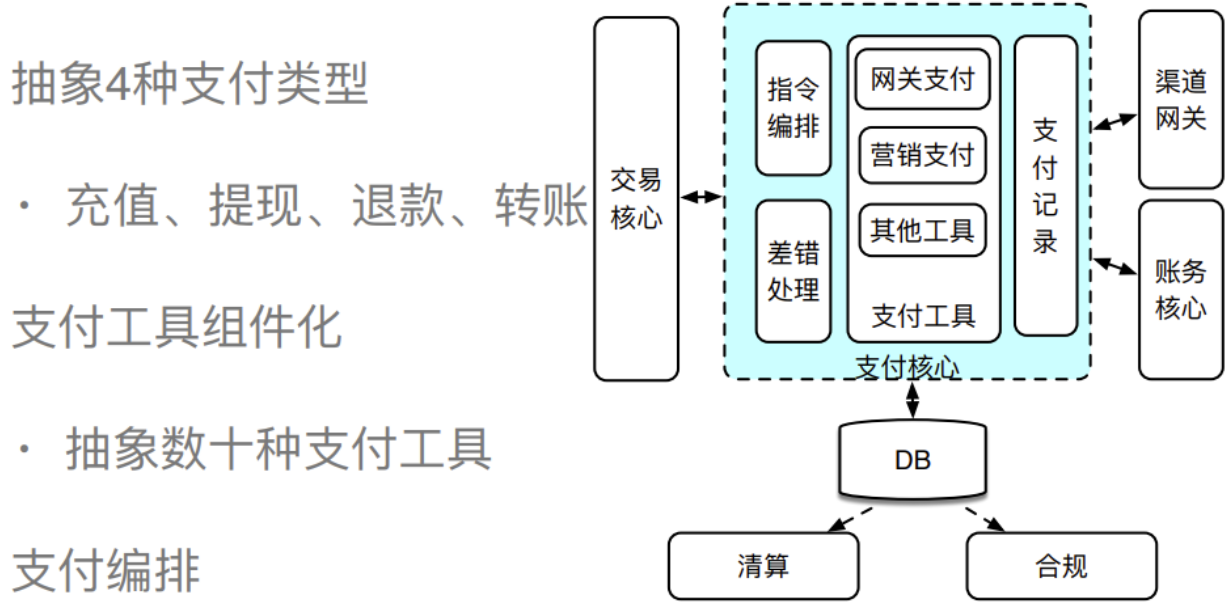 抽象4种支付类型
· 充值、提现、退款、转账
支付工具组件化
· 抽象数十种支付工具
支付编排
交易
核心
指令
编排
差错
处理
网关支付
营销支付
其他工具
支付工具
支
付
记
录
支付核心
渠道
网关
账务
核心
DB
清算
合规